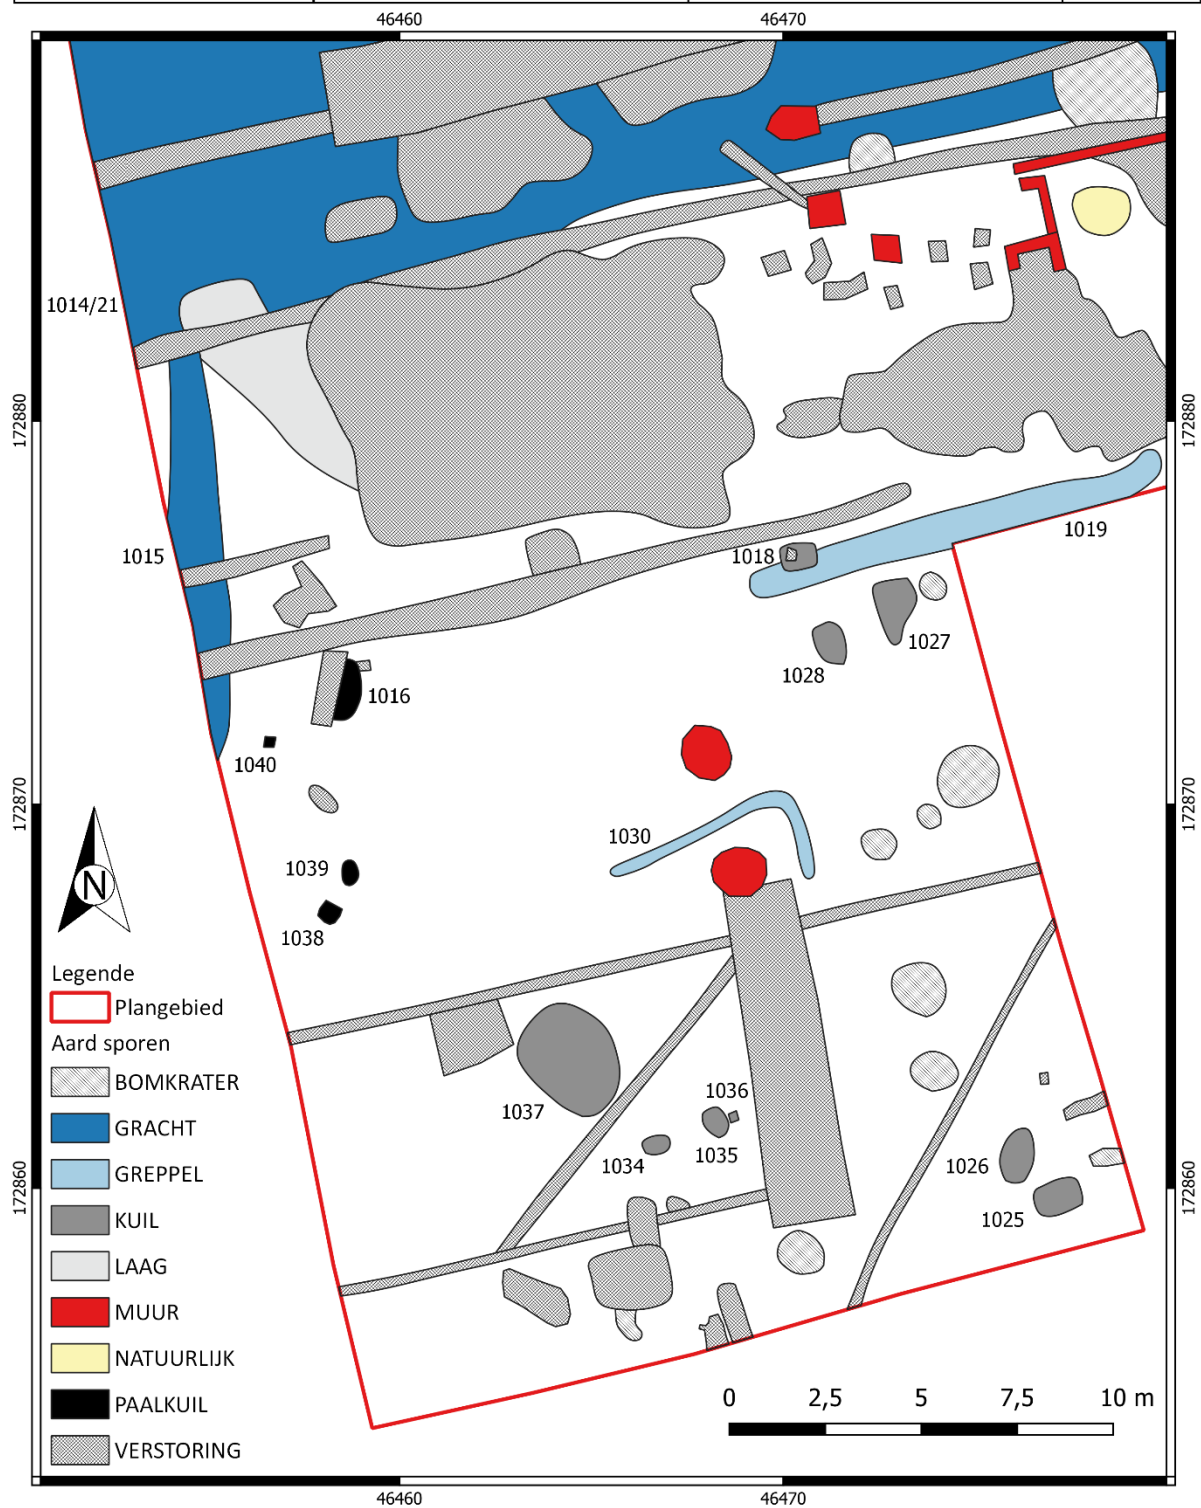 46460 46470
1014/21
172880 172880
1015
1018
1019
1027
1028
1016
1040
172870 172870
1030
1039
1038
N
Legende
Plangebied
Aard sporen
BOMKRATER
GRACHT
GREPPEL
KUIL
LAAG
MUUR
NATUURLIJK
PAALKUIL
VERSTORING
1037
1036
1034
1035
1026
1025
172860 172860
0 2,5 5 7,5 10 m
46460 46470